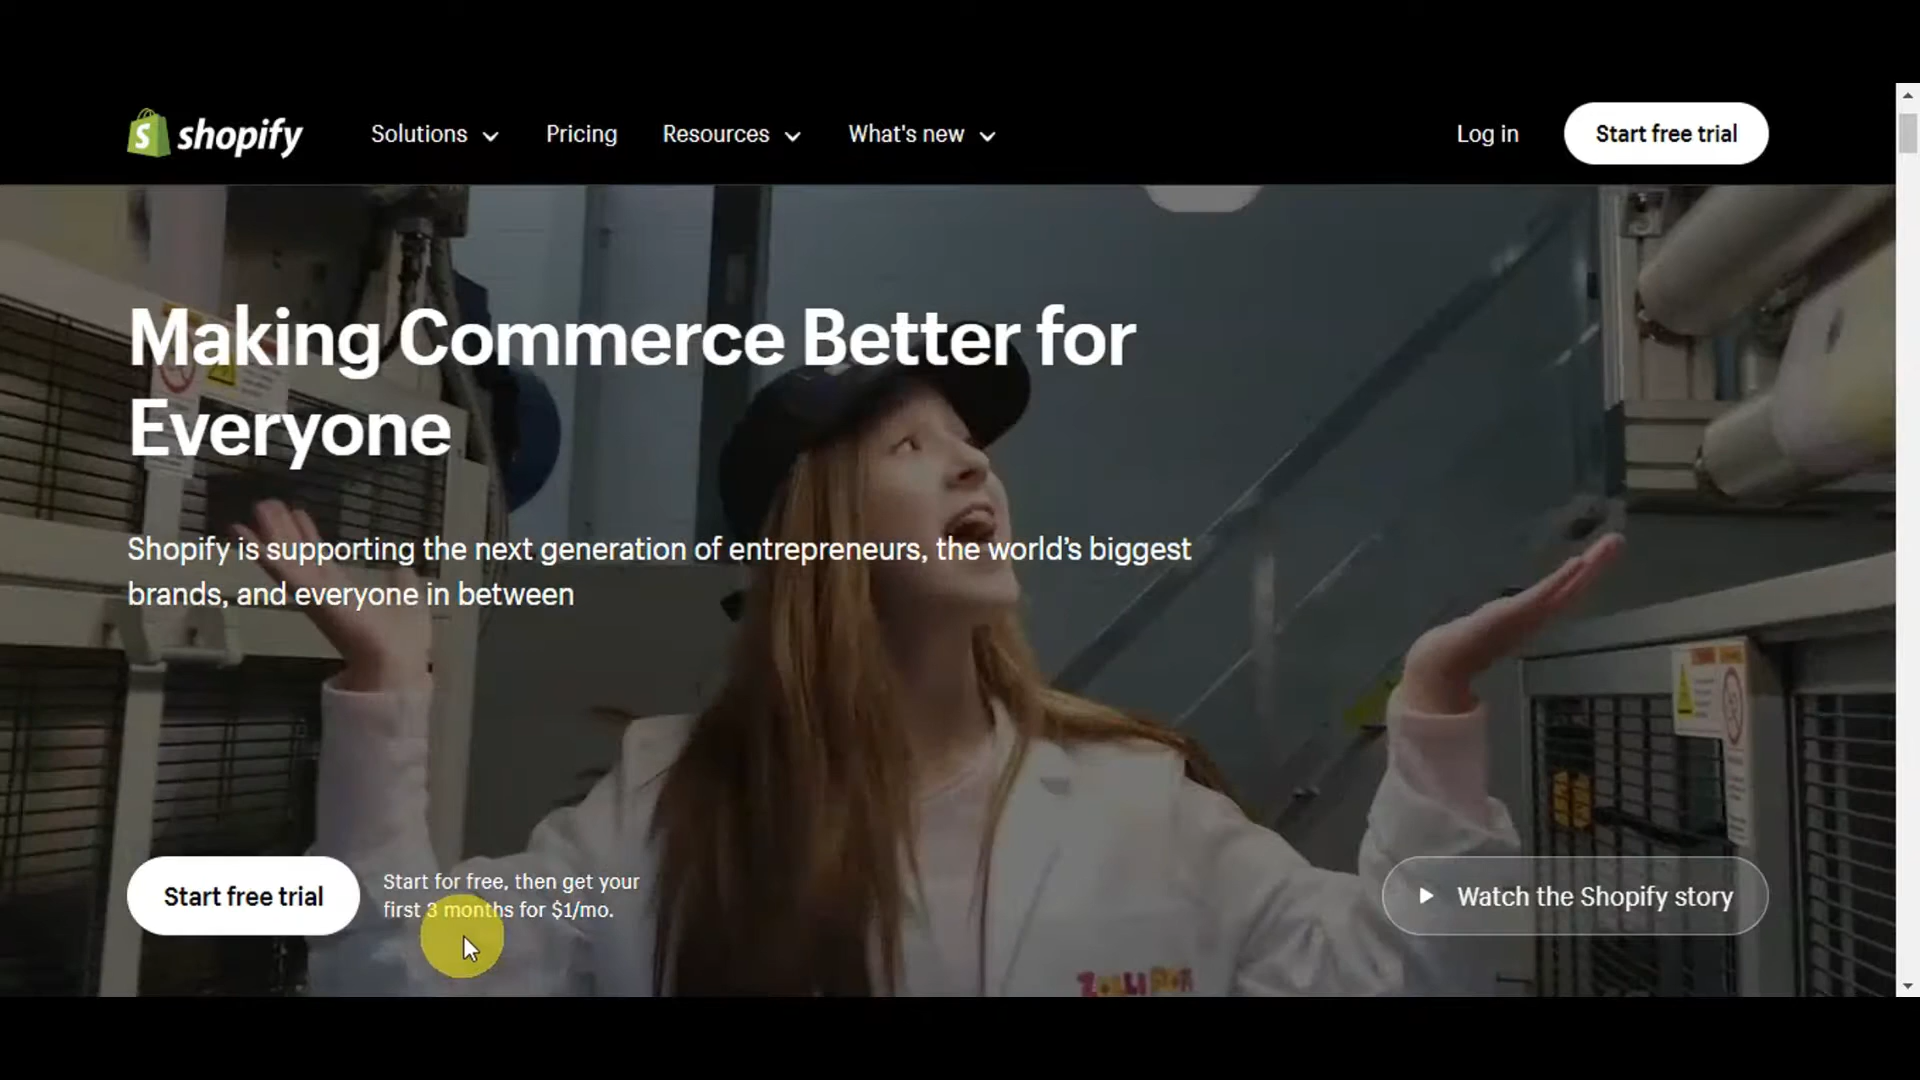 shopify
Solutions
Pricing
Resources
What's new
Log in
Start free trial
Making Commerce Better for
Everyone
Shopify is supporting the next generation of entrepreneurs, the world's biggest
brands, and everyone in between
Start free trial
Start for free, then get your
first 3 months for $1/mo.
Watch the Shopify story